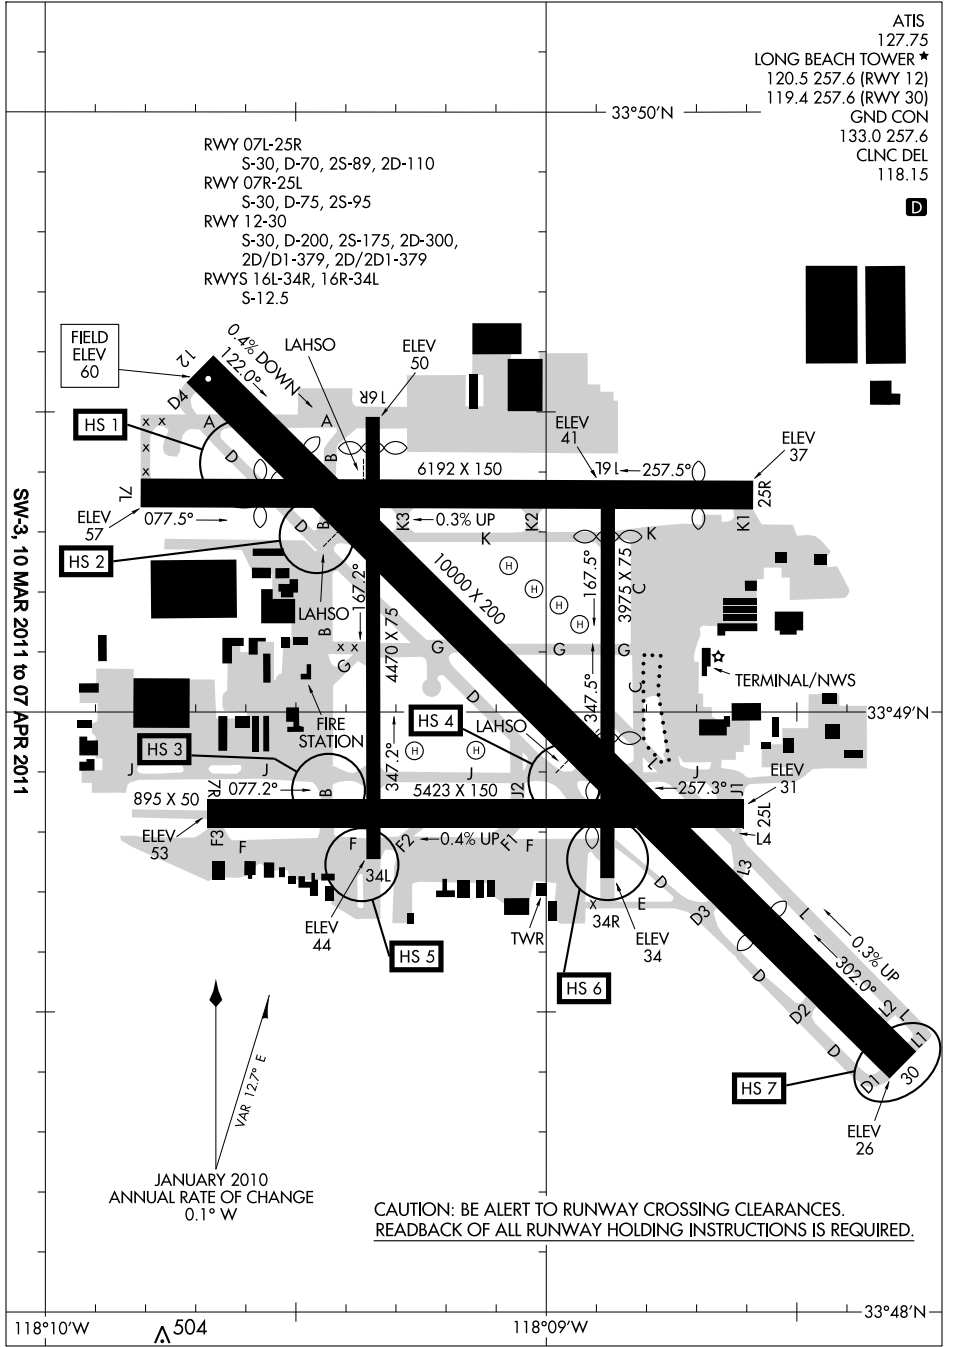 ATIS
127.75
LONG BEACH TOWER ★
120.5 257.6 (RWY 12)
119.4 257.6 (RWY 30)
GND CON
133.0 257.6
CLNC DEL
118.15
D
33°50'N
RWY 07L-25R
S-30, D-70, 2S-89, 2D-110
RWY 07R-25L
S-30, D-75, 2S-95
RWY 12-30
S-30, D-200, 2S-175, 2D-300,
2D/D1-379, 2D/2D1-379
RWYS 16L-34R, 16R-34L
S-12.5
FIELD
ELEV
60
12
0.4% DOWN
122.0°
LAHSO
ELEV
50
D4
16R
HS 1
A
A
x x
x
x
D
B
ELEV
41
ELEV
37
6192 X 150
16L
257.5°
7L
25R
ELEV
57
077.5°
D
B
K3
0.3% UP
K2
K1
K
K
HS 2
LAHSO
B
167.2°
10000 X 200
H
H
H
H
167.5°
3975 X 75
C
x x
G
4470 X 75
G
G
G
TERMINAL/NWS
D
C
347.5°
FIRE
STATION
HS 4
LAHSO
33°49'N
HS 3
347.2°
H
H
L
J
J
J
J
7R
077.2°
B
895 X 50
5423 X 150
J2
257.3°
J1
ELEV
31
25L
ELEV
53
F3
F
F
F2
0.4% UP
F1
F
L4
L3
34L
ELEV
44
HS 5
TWR
x
34R
E
ELEV
34
HS 6
D
D3
L
0.3% UP
302.0°
D
D2
L2
L
D
L1
D1
30
HS 7
ELEV
26
VAR 12.7° E
JANUARY 2010
ANNUAL RATE OF CHANGE
0.1° W
CAUTION: BE ALERT TO RUNWAY CROSSING CLEARANCES.
READBACK OF ALL RUNWAY HOLDING INSTRUCTIONS IS REQUIRED.
33°48'N
118°10'W
504
118°09'W
SW-3, 10 MAR 2011 to 07 APR 2011